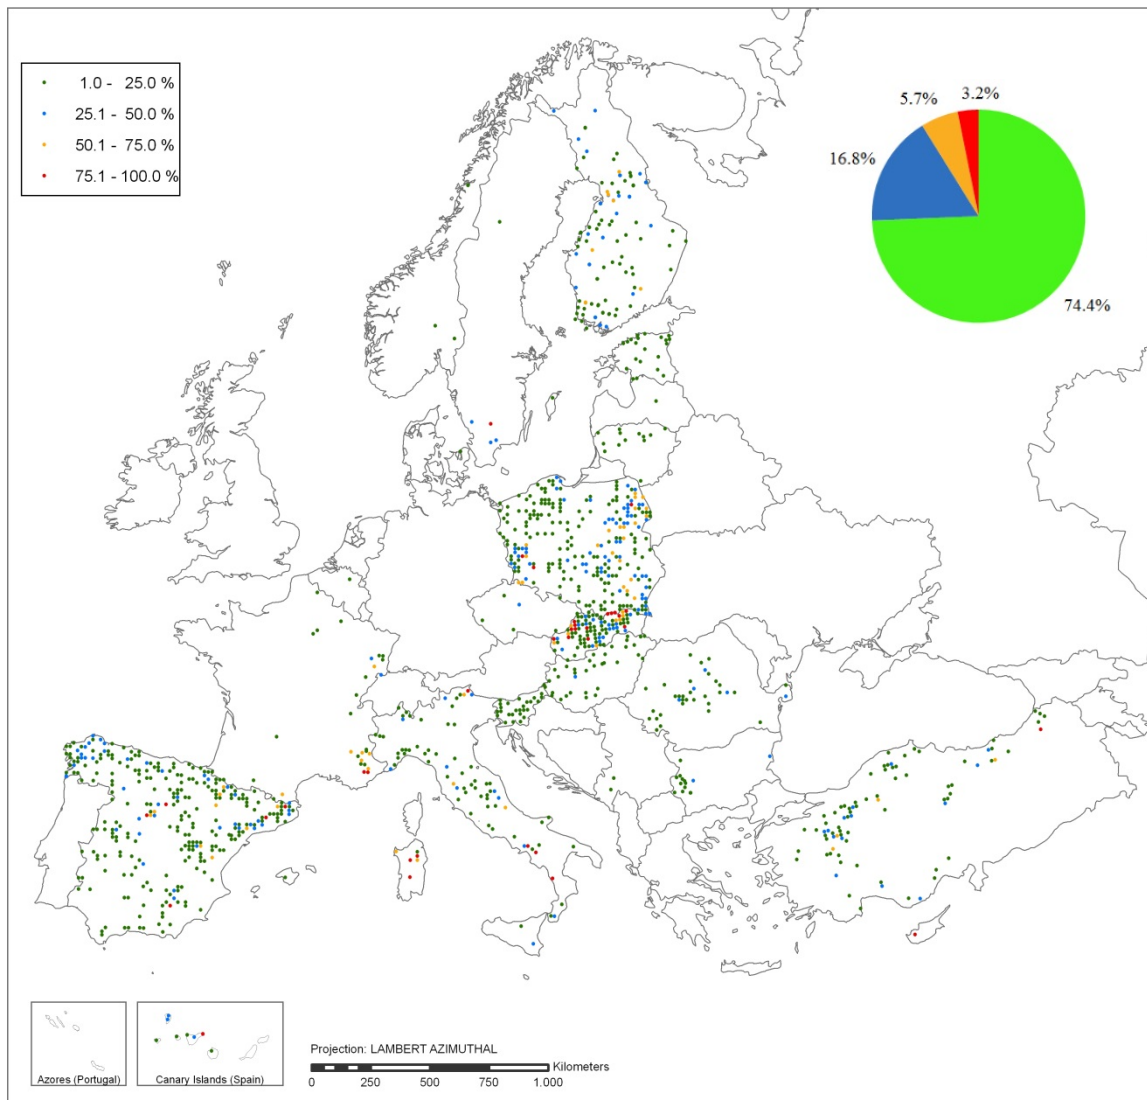 1.0 - 25.0 %
25.1 - 50.0 %
50.1 - 75.0 %
75.1 - 100.0 %
5.7%
3.2%
16.8%
74.4%
Azores (Portugal)
Canary Islands (Spain)
Projection: LAMBERT AZIMUTHAL
Kilometers
0 250 500 750 1.000